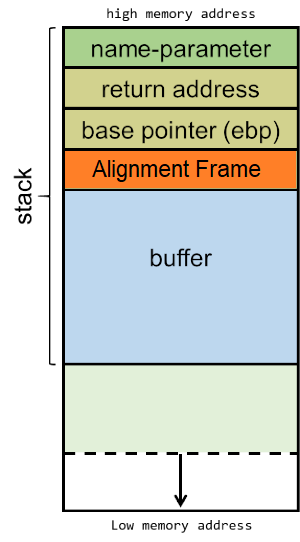 high memory address
name-parameter
return address
base pointer (ebp)
Alignment Frame
stack
buffer
Low memory address